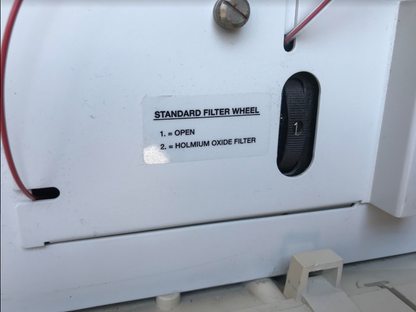 STANDARD FILTER WHEEL
1. = OPEN
2. = HOLMIUM OXIDE FILTER
1